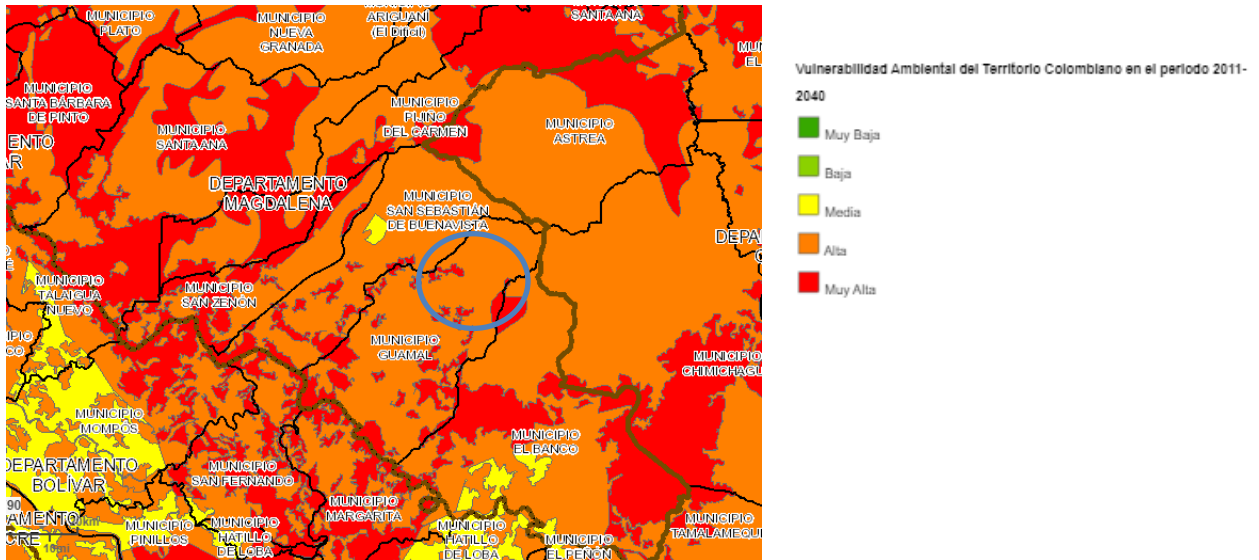 MUNICIPIO
PLATO
MUNICIPIO
NUEVA
GRANADA
ARIGUANÍ
(El Dificil)
SANTA ANA
MUNICIPIO
SANTA BÁRBARA
DE PINTO
MUNICIPIO
SANTA ANA
MUNICIPIO
PIJIÑO
DEL CARMEN
MUNICIPIO
ASTREA
DEPARTAMENTO
MAGDALENA
MUNICIPIO
SAN SEBASTIÁN
DE BUENAVISTA
MUNICIPIO
TALAIGUA
NUEVO
MUNICIPIO
SAN ZENÓN
MUNICIPIO
GUAMAL
MUNICIPIO
CHIMICHAGU
MUNICIPIO
MOMPÓS
MUNICIPIO
EL BANCO
DEPARTAMENTO
BOLÍVAR
MUNICIPIO
SAN FERNANDO
MUNICIPIO
MARGARITA
MUNICIPIO
PINILLOS
MUNICIPIO
HATILLO
DE LOBA
MUNICIPIO
HATILLO
DE LOBA
MUNICIPIO
EL PEÑÓN
MUNICIPIO
TAMALAMEQU
10mi
Vulnerabilidad Ambiental del Territorio Colombiano en el periodo 2011-
2040
Muy Baja
Baja
Media
Alta
Muy Alta